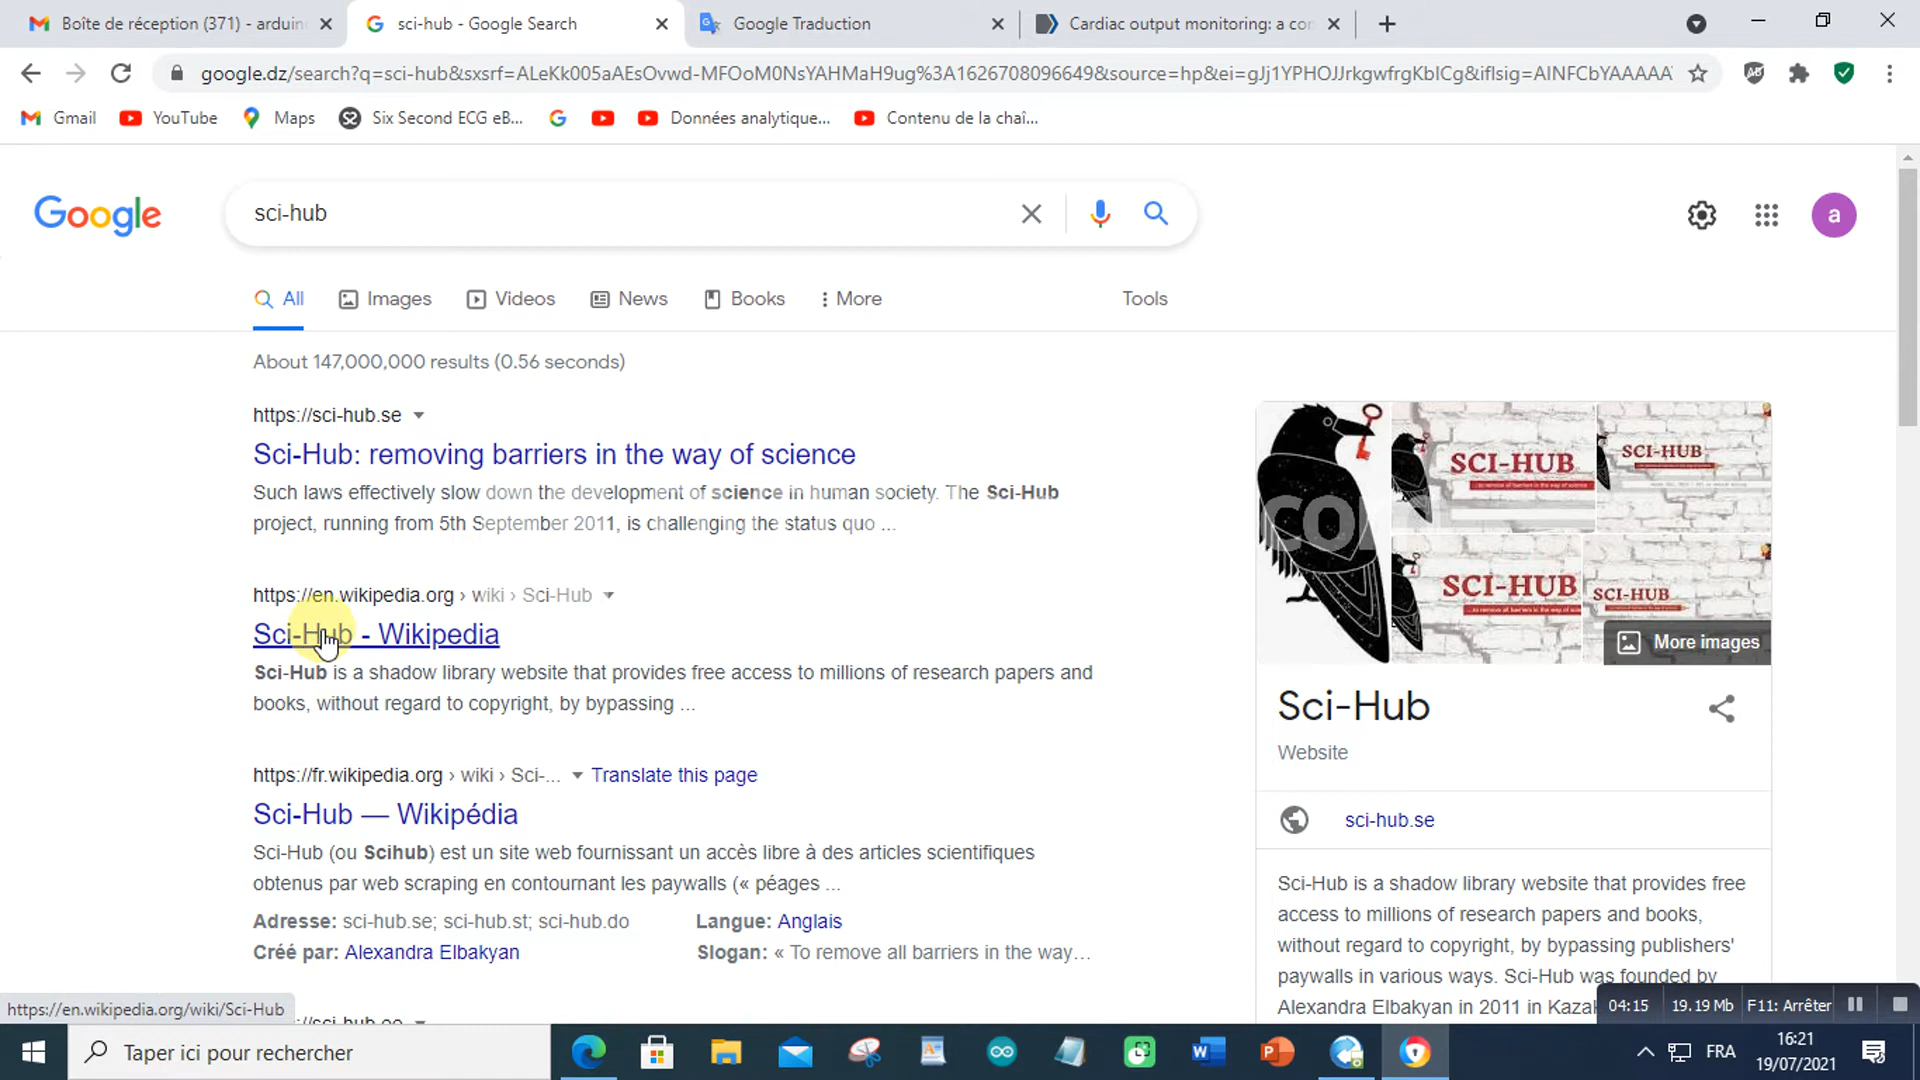 Boîte de réception (371) - arduin
sci-hub - Google Search
Google Traduction
Cardiac output monitoring: a cor
google.dz/search?q=sci-hub&sxsrf=ALeKk005aAEsOvwd-MFOoM0NsYAHMaH9ug%3A1626708096649&source=hp&ei=gJj1YPHOJJrkgwfrgKbICg&iflsig=AINFCbYAAAAA
Gmail
YouTube
Maps
Six Second ECG eB...
Données analytique...
Contenu de la chaî...
Google
sci-hub
a
All
Images
Videos
News
Books
More
Tools
About 147,000,000 results (0.56 seconds)
https://sci-hub.se
Sci-Hub: removing barriers in the way of science
Such laws effectively slow down the development of science in human society. The Sci-Hub
project, running from 5th September 2011, is challenging the status quo ...
https://en.wikipedia.org › wiki › Sci-Hub
Sci-Hub - Wikipedia
Sci-Hub is a shadow library website that provides free access to millions of research papers and
books, without regard to copyright, by bypassing ...
https://fr.wikipedia.org › wiki › Sci-...
Translate this page
Sci-Hub — Wikipédia
Sci-Hub (ou Scihub) est un site web fournissant un accès libre à des articles scientifiques
obtenus par web scraping en contournant les paywalls (« péages ...
Adresse: sci-hub.se; sci-hub.st; sci-hub.do
Langue: Anglais
Créé par: Alexandra Elbakyan
Slogan: « To remove all barriers in the way...
SCI-HUB
SCI-HUB
SCI-HUB
SCI-HUB
More images
Sci-Hub
Website
sci-hub.se
Sci-Hub is a shadow library website that provides free
access to millions of research papers and books,
without regard to copyright, by bypassing publishers'
paywalls in various ways. Sci-Hub was founded by
Alexandra Elbakyan in 2011 in Kazak
https://en.wikipedia.org/wiki/Sci-Hub
04:15
19.19 Mb
F11: Arrêter
Taper ici pour rechercher
FRA
16:21
19/07/2021